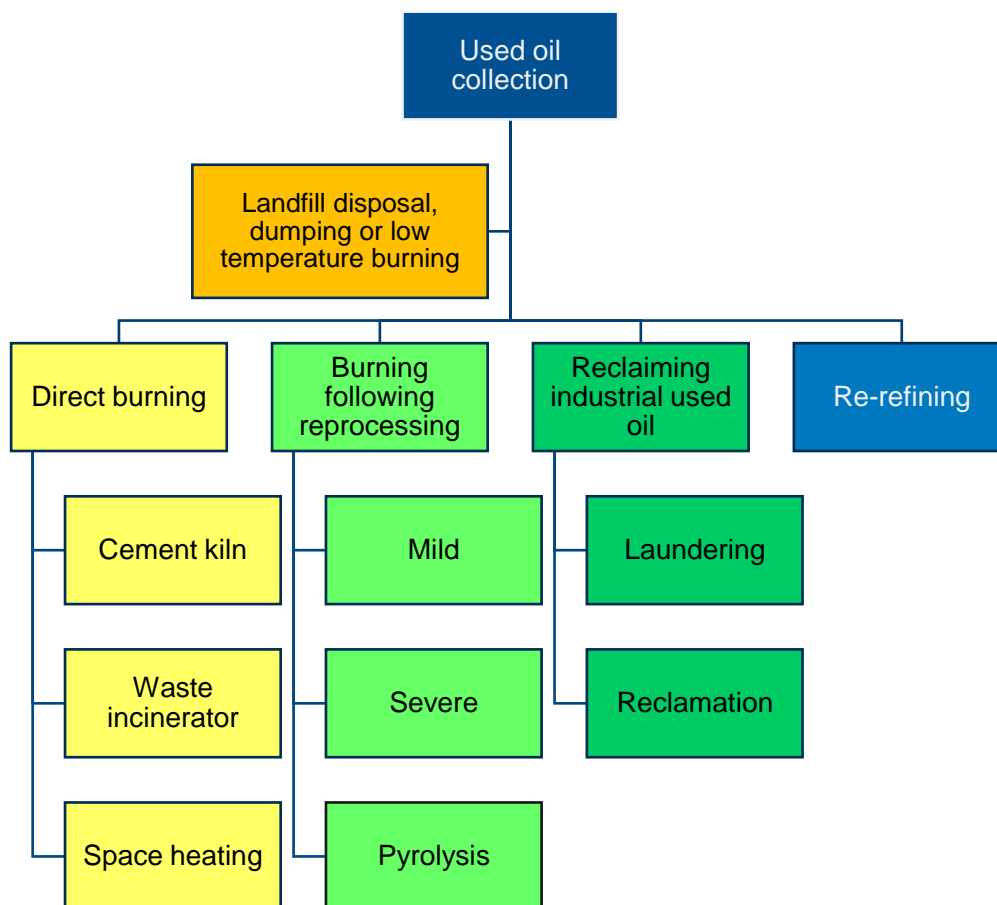 Used oil
collection
Landfill disposal,
dumping or low
temperature burning
Direct burning
Burning
following
reprocessing
Reclaiming
industrial used
oil
Re-refining
Cement kiln
Mild
Laundering
Waste
incinerator
Severe
Reclamation
Space heating
Pyrolysis